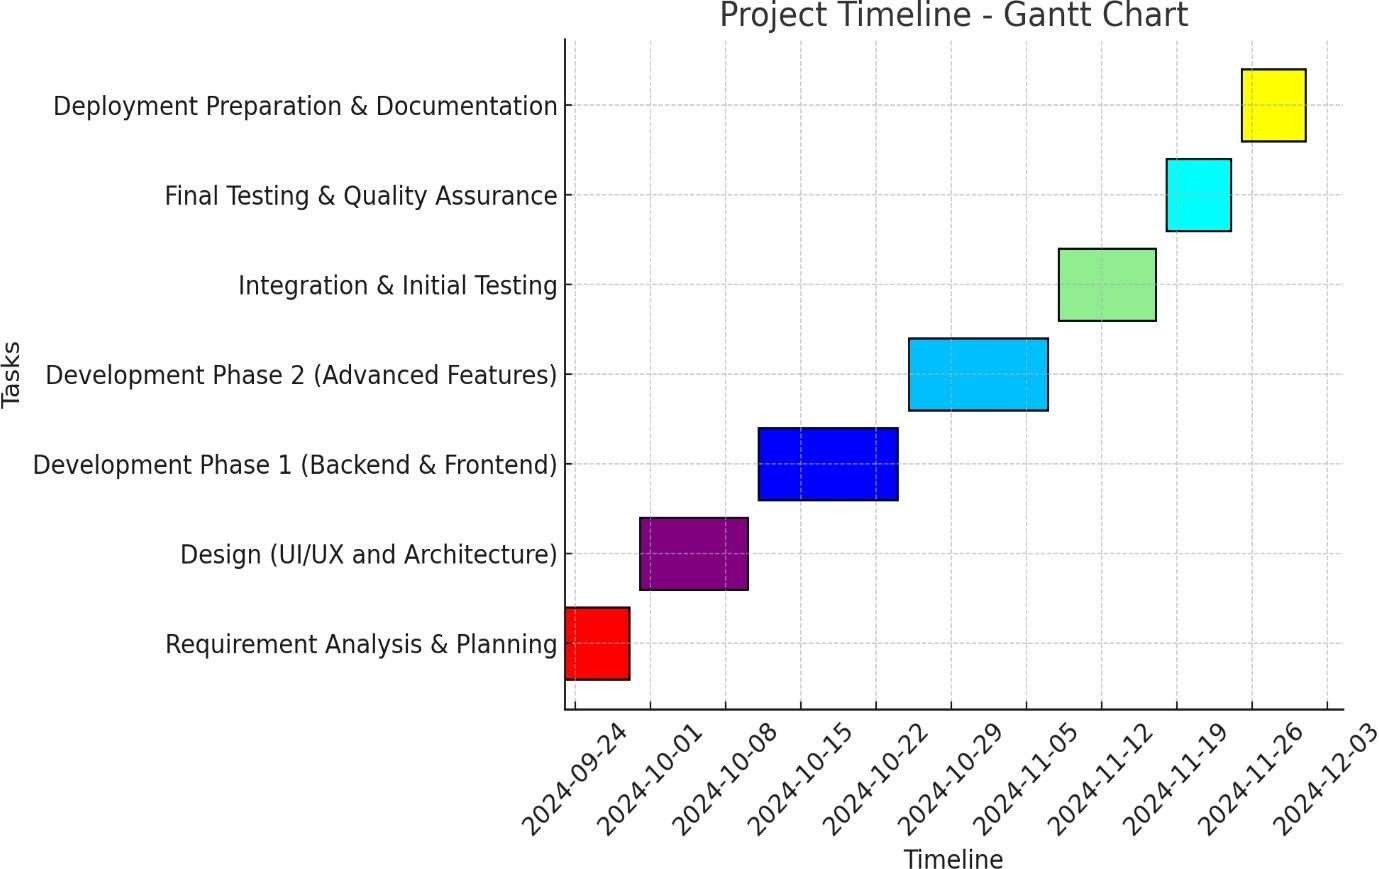 Project Timeline - Gantt Chart
Deployment Preparation & Documentation
Final Testing & Quality Assurance
Integration & Initial Testing
Development Phase 2 (Advanced Features)
Development Phase 1 (Backend & Frontend)
Design (UI/UX and Architecture)
Requirement Analysis & Planning
Tasks
2024-09-24
2024-10-01
2024-10-08
2024-10-15
2024-10-22
2024-10-29
2024-11-05
2024-11-12
2024-11-19
2024-11-26
2024-12-03
Timeline